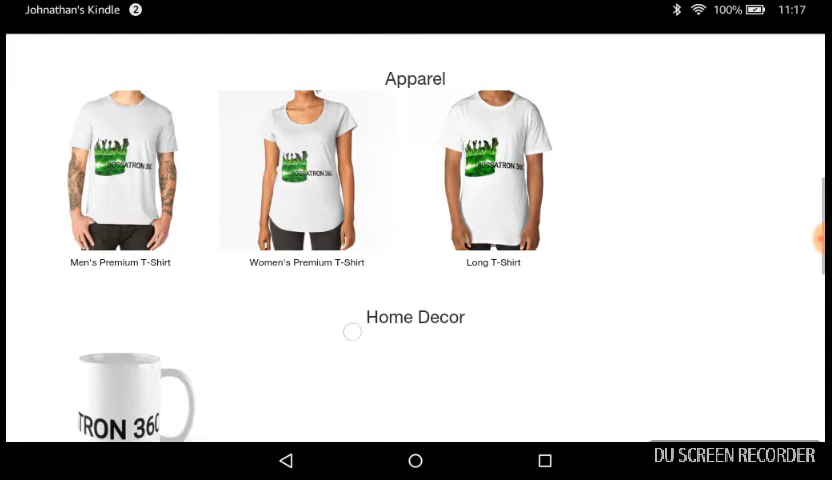 Johnathan's Kindle 2 100% 11:17
Apparel
BOSSATRON 360
BOSSATRON 360
BOSSATRON 360
Men's Premium T-Shirt
Women's Premium T-Shirt
Long T-Shirt
Home Decor
TRON 360
DU SCREEN RECORDER